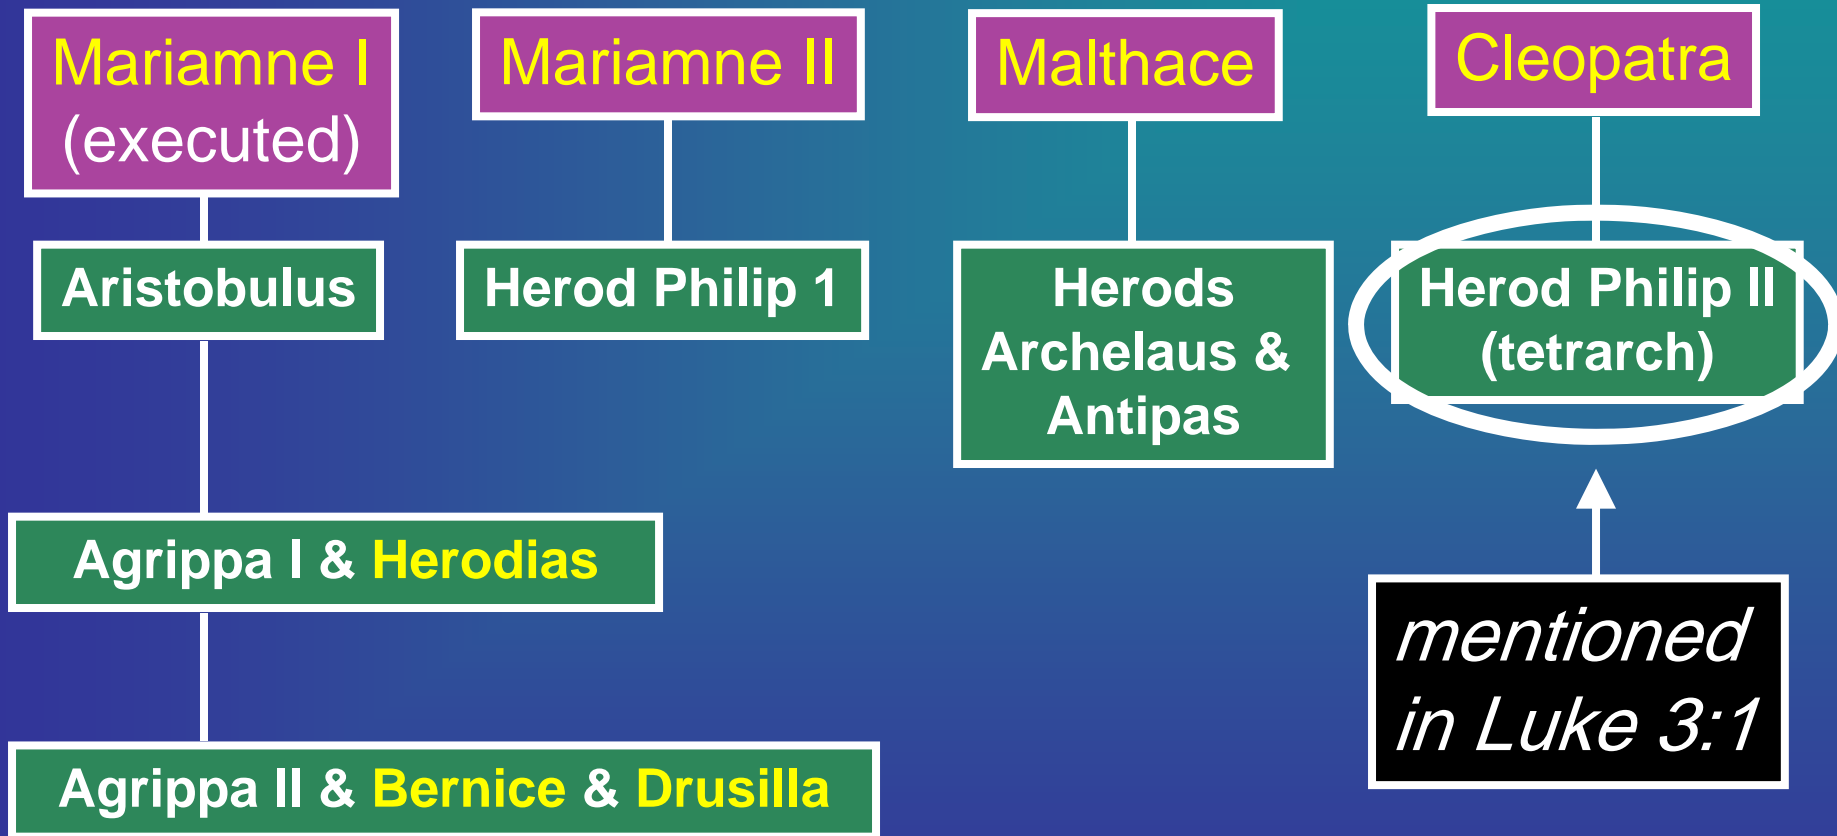 Mariamne I
(executed)
Mariamne II
Malthace
Cleopatra
Aristobulus
Herod Philip 1
Herods
Archelaus &
Antipas
Herod Philip II
(tetrarch)
Agrippa I & Herodias
mentioned
in Luke 3:1
Agrippa II & Bernice & Drusilla